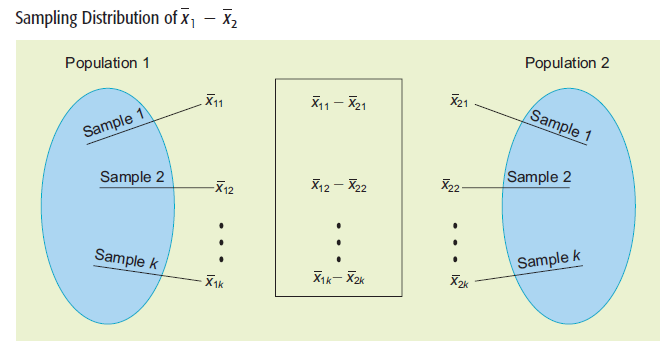 Sampling Distribution of x̄₁ − x̄₂
Population 1
Population 2
Sample 1
x̄₁₁
x̄₁₁ − x̄₂₁
x̄₂₁
Sample 1
Sample 2
x̄₁₂
x̄₁₂ − x̄₂₂
x̄₂₂
Sample 2
Sample k
x̄₁ₖ
x̄₁ₖ − x̄₂ₖ
x̄₂ₖ
Sample k